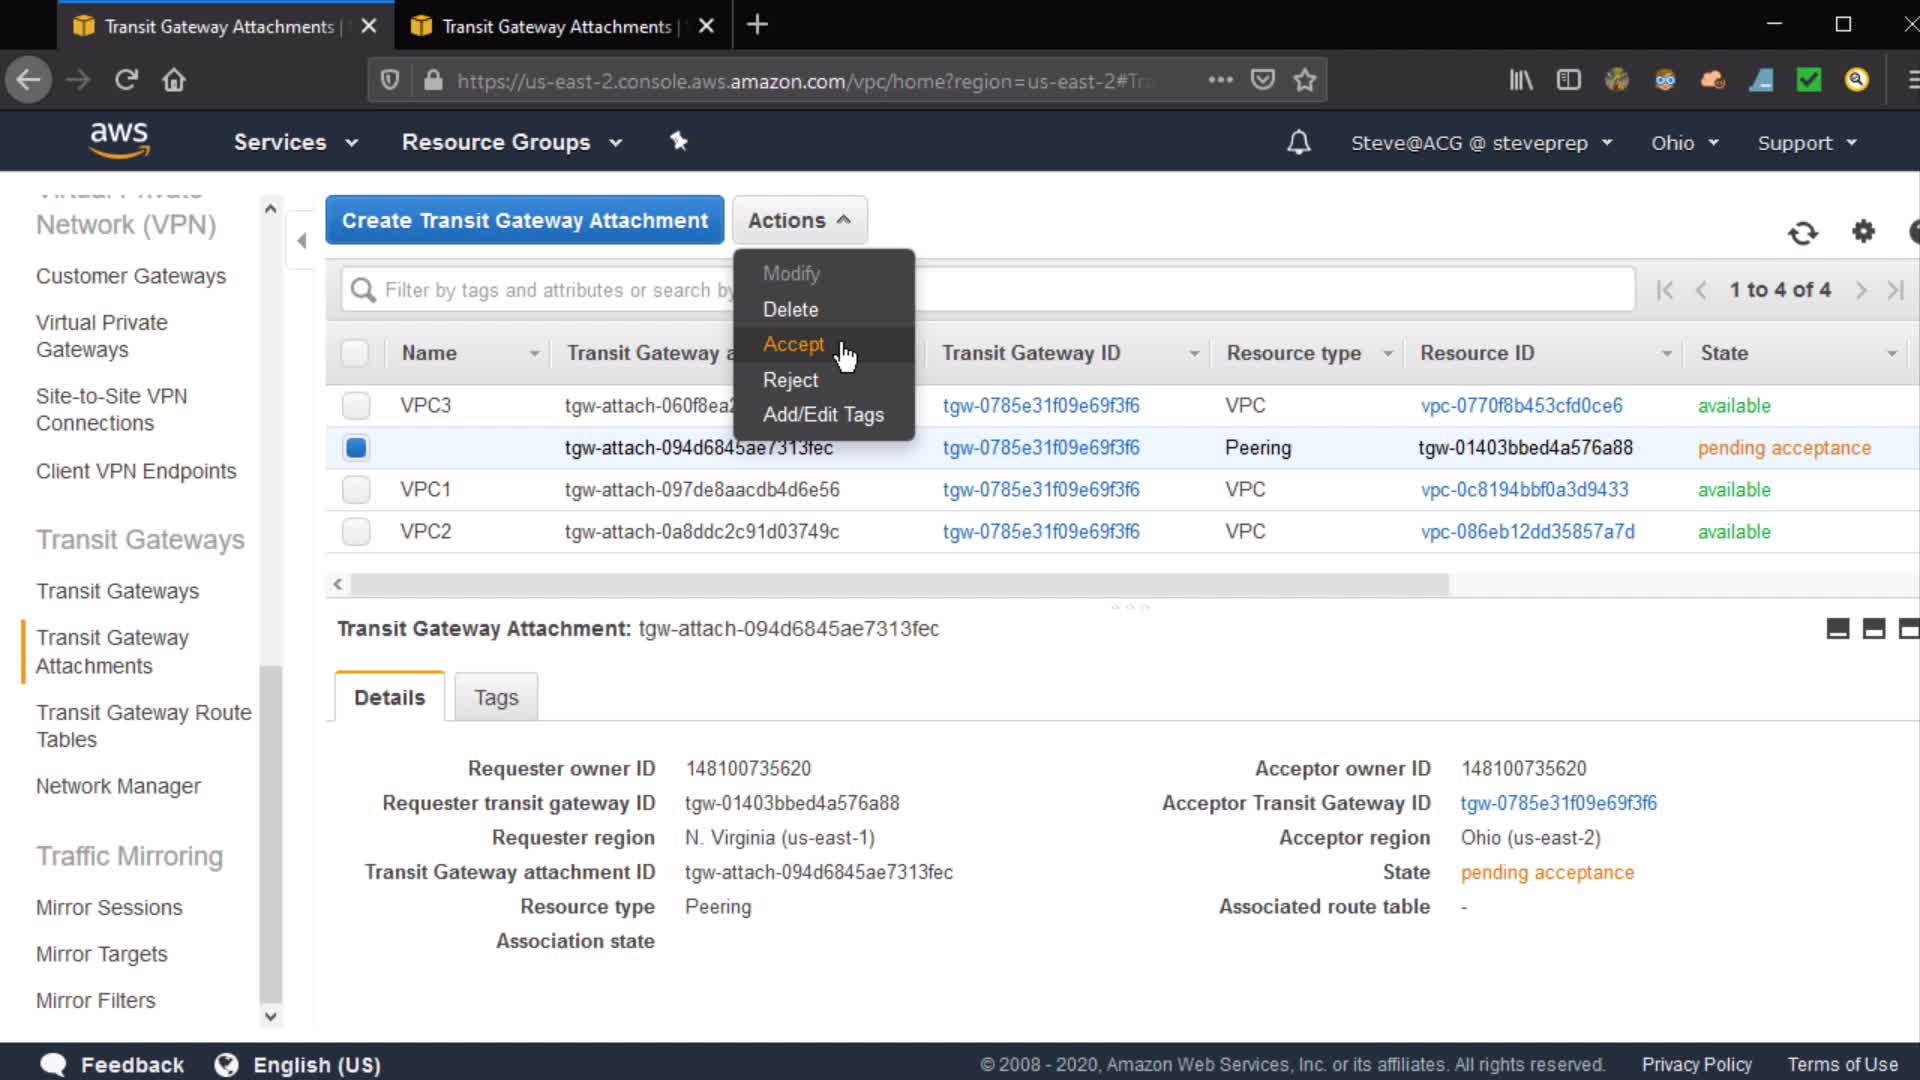 Transit Gateway Attachments |
Transit Gateway Attachments |
https://us-east-2.console.aws.amazon.com/vpc/home?region=us-east-2#Tr
aws
Services
Resource Groups
Steve@ACG @ steveprep
Ohio
Support
Network (VPN)
Customer Gateways
Virtual Private
Gateways
Site-to-Site VPN
Connections
Client VPN Endpoints
Transit Gateways
Transit Gateways
Transit Gateway
Attachments
Transit Gateway Route
Tables
Network Manager
Traffic Mirroring
Mirror Sessions
Mirror Targets
Mirror Filters
Create Transit Gateway Attachment
Actions
Modify
Delete
Accept
Reject
Add/Edit Tags
Filter by tags and attributes or search by
1 to 4 of 4
Name Transit Gateway a Transit Gateway ID Resource type Resource ID State
VPC3 tgw-attach-060f8ea2 tgw-0785e31f09e69f3f6 VPC vpc-0770f8b453cfd0ce6 available
tgw-attach-094d6845ae7313fec tgw-0785e31f09e69f3f6 Peering tgw-01403bbed4a576a88 pending acceptance
VPC1 tgw-attach-097de8aacdb4d6e56 tgw-0785e31f09e69f3f6 VPC vpc-0c8194bbf0a3d9433 available
VPC2 tgw-attach-0a8ddc2c91d03749c tgw-0785e31f09e69f3f6 VPC vpc-086eb12dd35857a7d available
Transit Gateway Attachment: tgw-attach-094d6845ae7313fec
Details
Tags
Requester owner ID 148100735620
Requester transit gateway ID tgw-01403bbed4a576a88
Requester region N. Virginia (us-east-1)
Transit Gateway attachment ID tgw-attach-094d6845ae7313fec
Resource type Peering
Association state
Acceptor owner ID 148100735620
Acceptor Transit Gateway ID tgw-0785e31f09e69f3f6
Acceptor region Ohio (us-east-2)
State pending acceptance
Associated route table -
Feedback
English (US)
© 2008 - 2020, Amazon Web Services, Inc. or its affiliates. All rights reserved.
Privacy Policy
Terms of Use